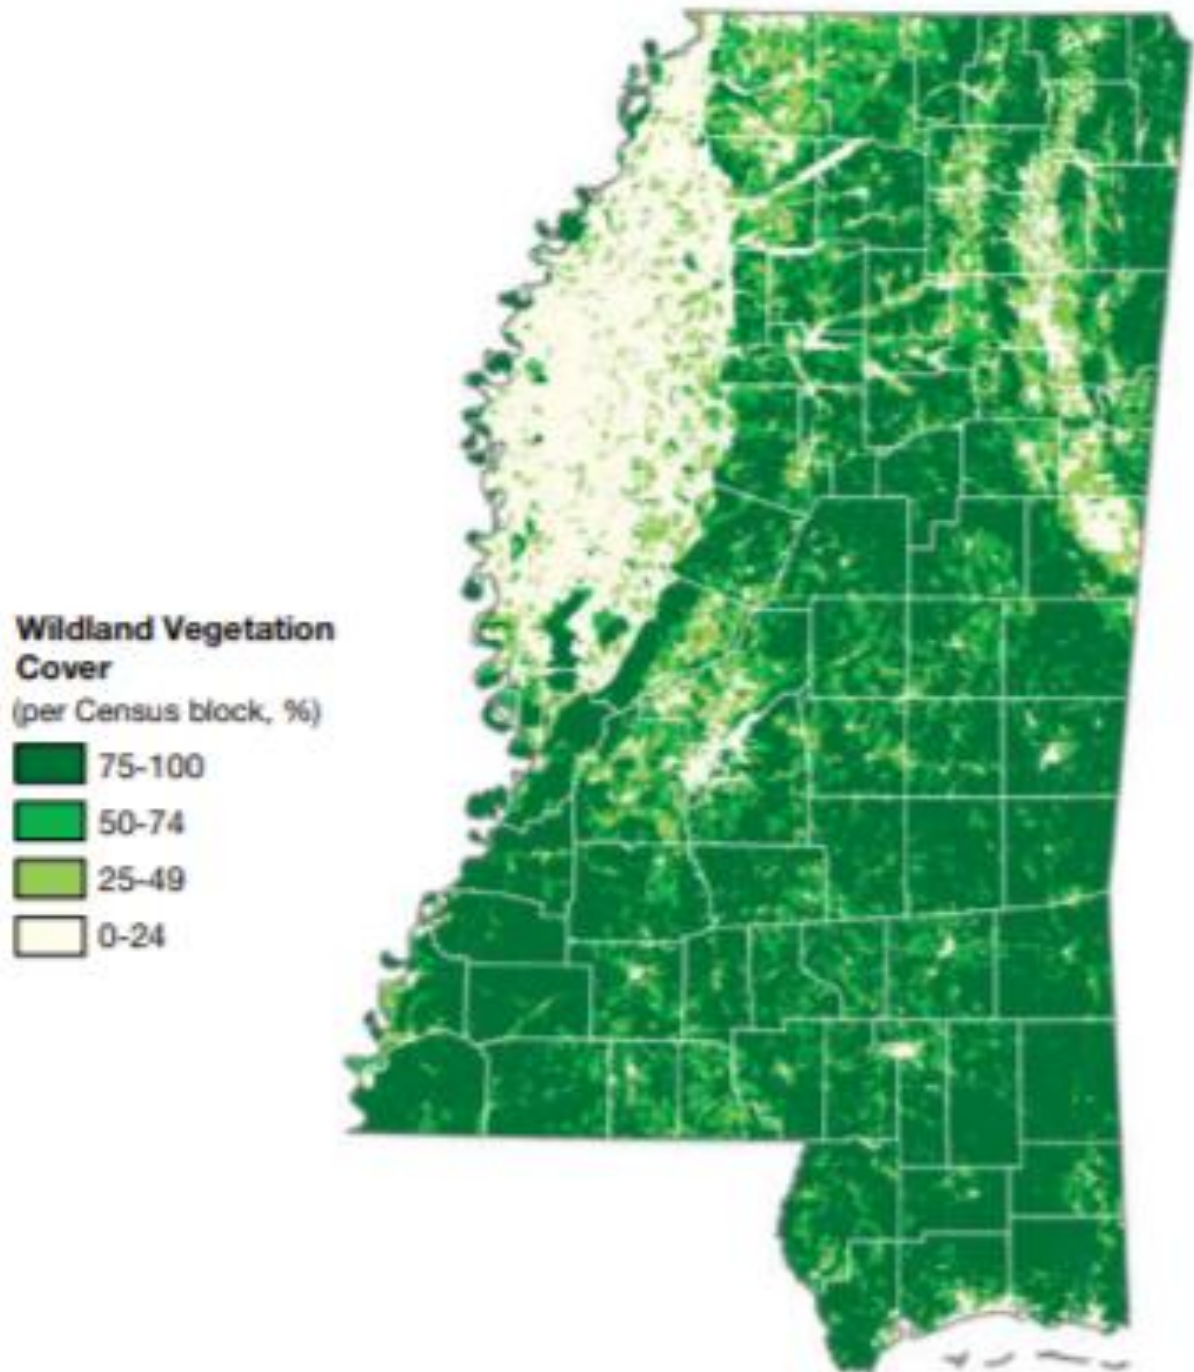 Wildland Vegetation
Cover
(per Census block, %)
75-100
50-74
25-49
0-24